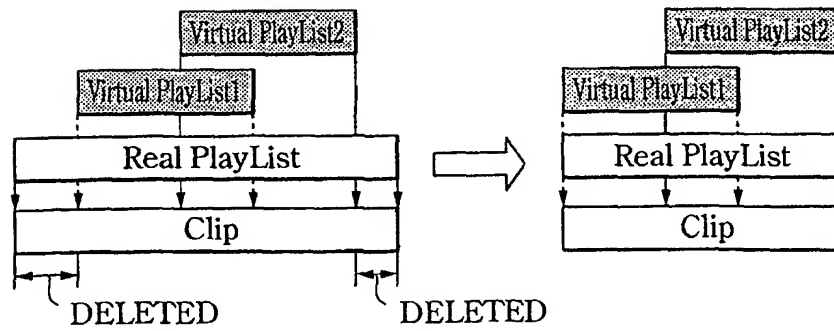 Virtual PlayList2
Virtual PlayList1
Real PlayList
Clip
DELETED
DELETED
Virtual PlayList2
Virtual PlayList1
Real PlayList
Clip